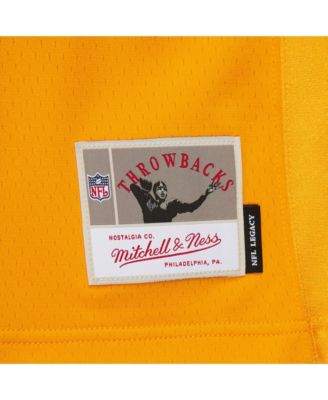 THROWBACKS
NFL
NOSTALGIA CO.
Mitchell & Ness
PHILADELPHIA, PA.
NFL LEGACY